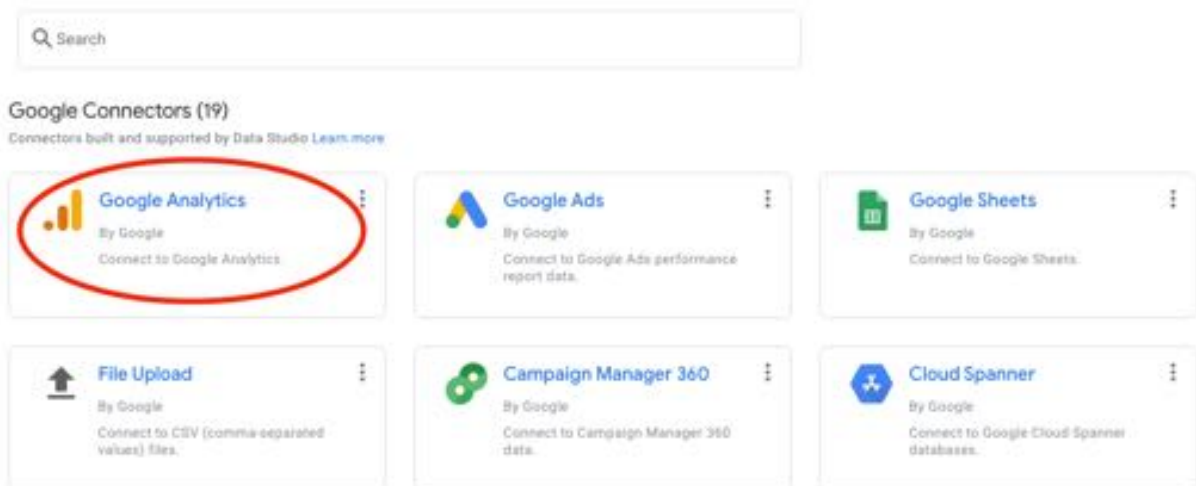 Search
Google Connectors (19)
Connectors built and supported by Data Studio Learn more
Google Analytics
By Google
Connect to Google Analytics.
Google Ads
By Google
Connect to Google Ads performance
report data.
Google Sheets
By Google
Connect to Google Sheets.
File Upload
By Google
Connect to CSV (comma-separated
values) files.
Campaign Manager 360
By Google
Connect to Campaign Manager 360
data.
Cloud Spanner
By Google
Connect to Google Cloud Spanner
databases.